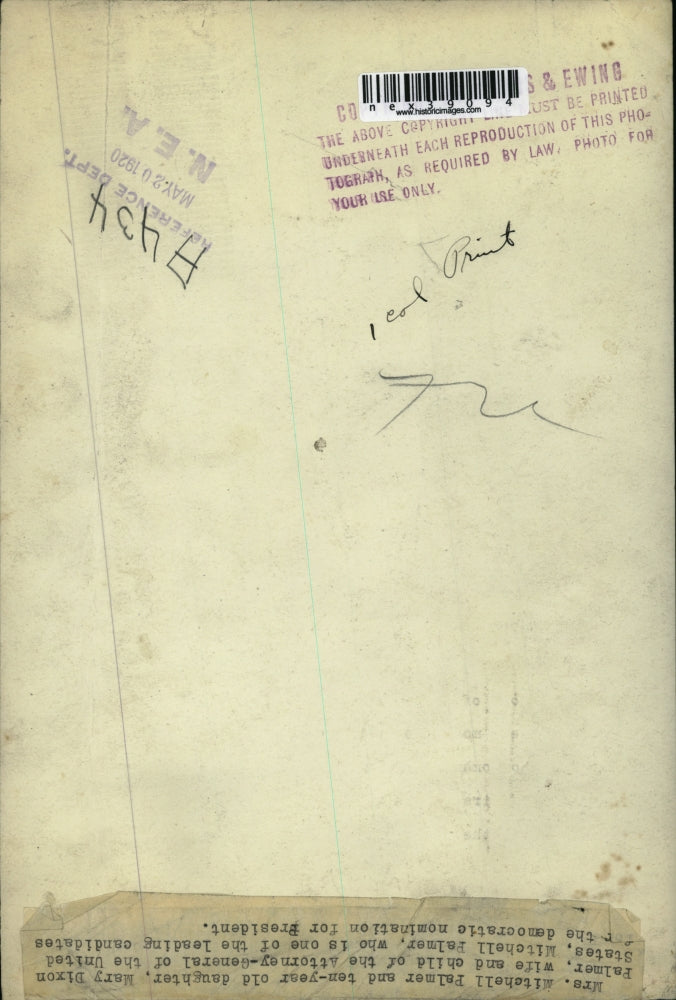 nex39094
www.historicimages.com
& EWING
THE ABOVE COPYRIGHT BE PRINTED
UNDERNEATH EACH REPRODUCTION OF THIS PHO-
TOGRAPH, AS REQUIRED BY LAW. PHOTO FOR
YOUR USE ONLY.
REFERENCE DEPT.
MAY 20 1920
N. E. A.
A434
1 col Print
Mrs. Mitchell Palmer and ten-year old daughter, Mary Dixon
Palmer, wife and child of the Attorney-General of the United
States, Mitchell Palmer, who is one of the leading candidates
for the democratic nomination for President.